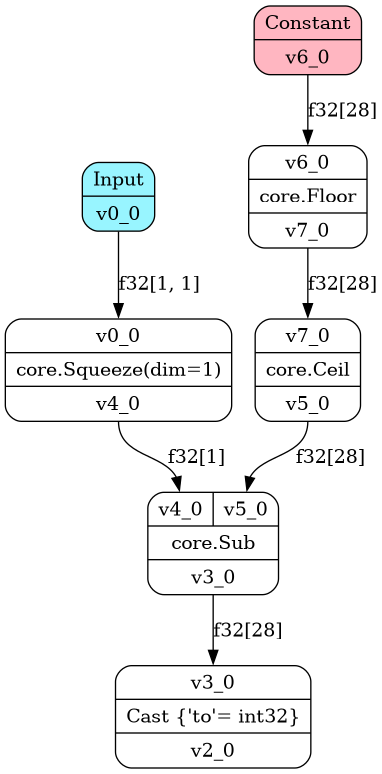 Constant
v6_0
f32[28]
v6_0
core.Floor
v7_0
Input
v0_0
f32[1, 1]
f32[28]
v0_0
core.Squeeze(dim=1)
v4_0
v7_0
core.Ceil
v5_0
f32[1]
f32[28]
v4_0 v5_0
core.Sub
v3_0
f32[28]
v3_0
Cast {'to'= int32}
v2_0